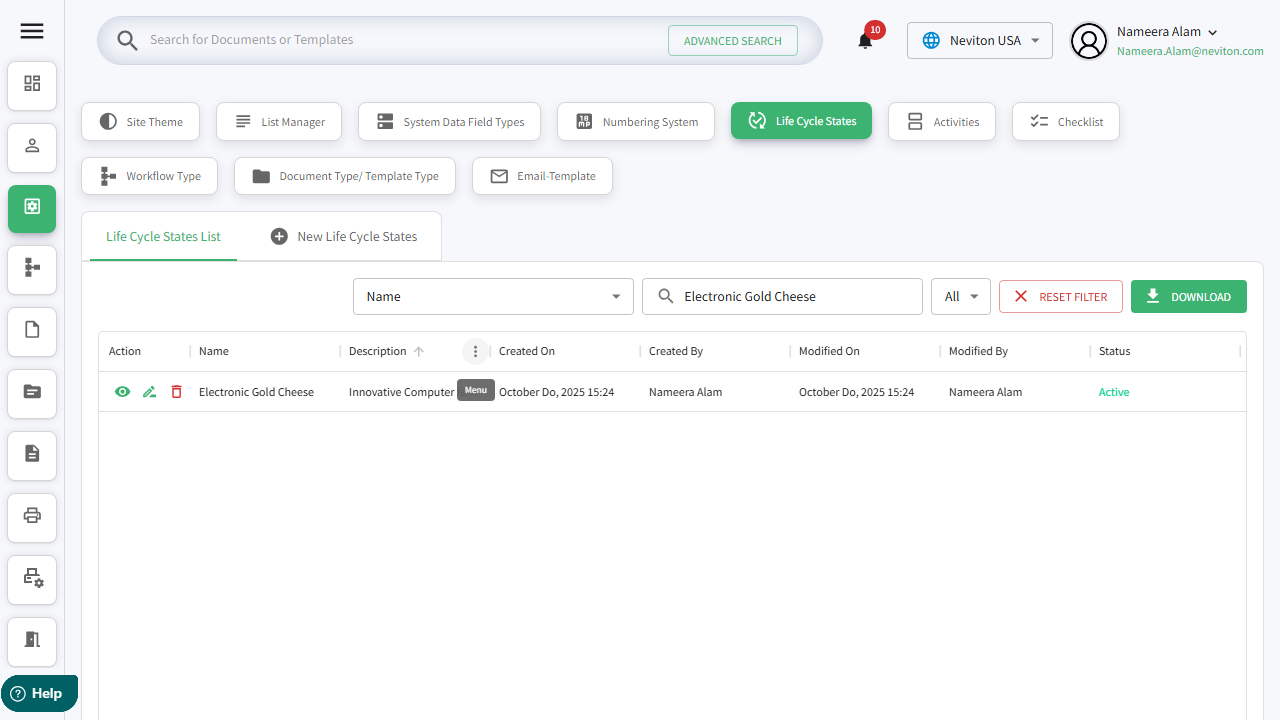 Search for Documents or Templates
ADVANCED SEARCH
10
Neviton USA
Nameera Alam
Nameera.Alam@neviton.com
Site Theme
List Manager
System Data Field Types
Numbering System
Life Cycle States
Activities
Checklist
Workflow Type
Document Type/ Template Type
Email-Template
Life Cycle States List
New Life Cycle States
Name
Electronic Gold Cheese
All
RESET FILTER
DOWNLOAD
Action Name Description Created On Created By Modified On Modified By Status
Electronic Gold Cheese Innovative Computer October Do, 2025 15:24 Nameera Alam October Do, 2025 15:24 Nameera Alam Active
Menu
Help